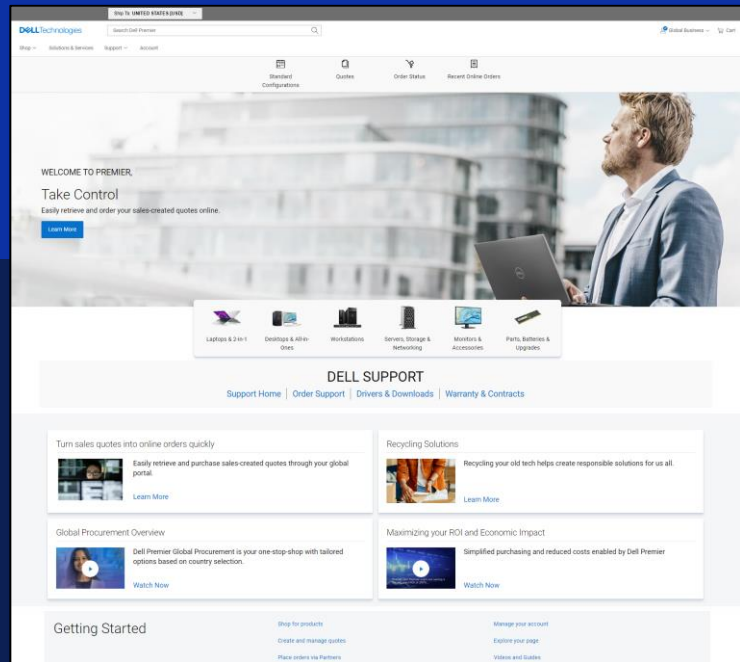 Ship To: UNITED STATES (USD)
DELLTechnologies
Search Dell Premier
Global Business
Cart
Shop
Solutions & Services
Support
Account
Standard
Configurations
Quotes
Order Status
Recent Online Orders
WELCOME TO PREMIER,
Take Control
Easily retrieve and order your sales-created quotes online.
Learn More
Laptops & 2-in-1
Desktops & All-in-
Ones
Workstations
Servers, Storage &
Networking
Monitors &
Accessories
Parts, Batteries &
Upgrades
DELL SUPPORT
Support Home | Order Support | Drivers & Downloads | Warranty & Contracts
Turn sales quotes into online orders quickly
Easily retrieve and purchase sales-created quotes through your global
portal.
Learn More
Recycling Solutions
Recycling your old tech helps create responsible solutions for us all.
Learn More
Global Procurement Overview
Dell Premier Global Procurement is your one-stop-shop with tailored
options based on country selection.
Watch Now
Maximizing your ROI and Economic Impact
Simplified purchasing and reduced costs enabled by Dell Premier
Watch Now
Getting Started
Shop for products
Manage your account
Create and manage quotes
Explore your page
Place orders via Partners
Videos and Guides